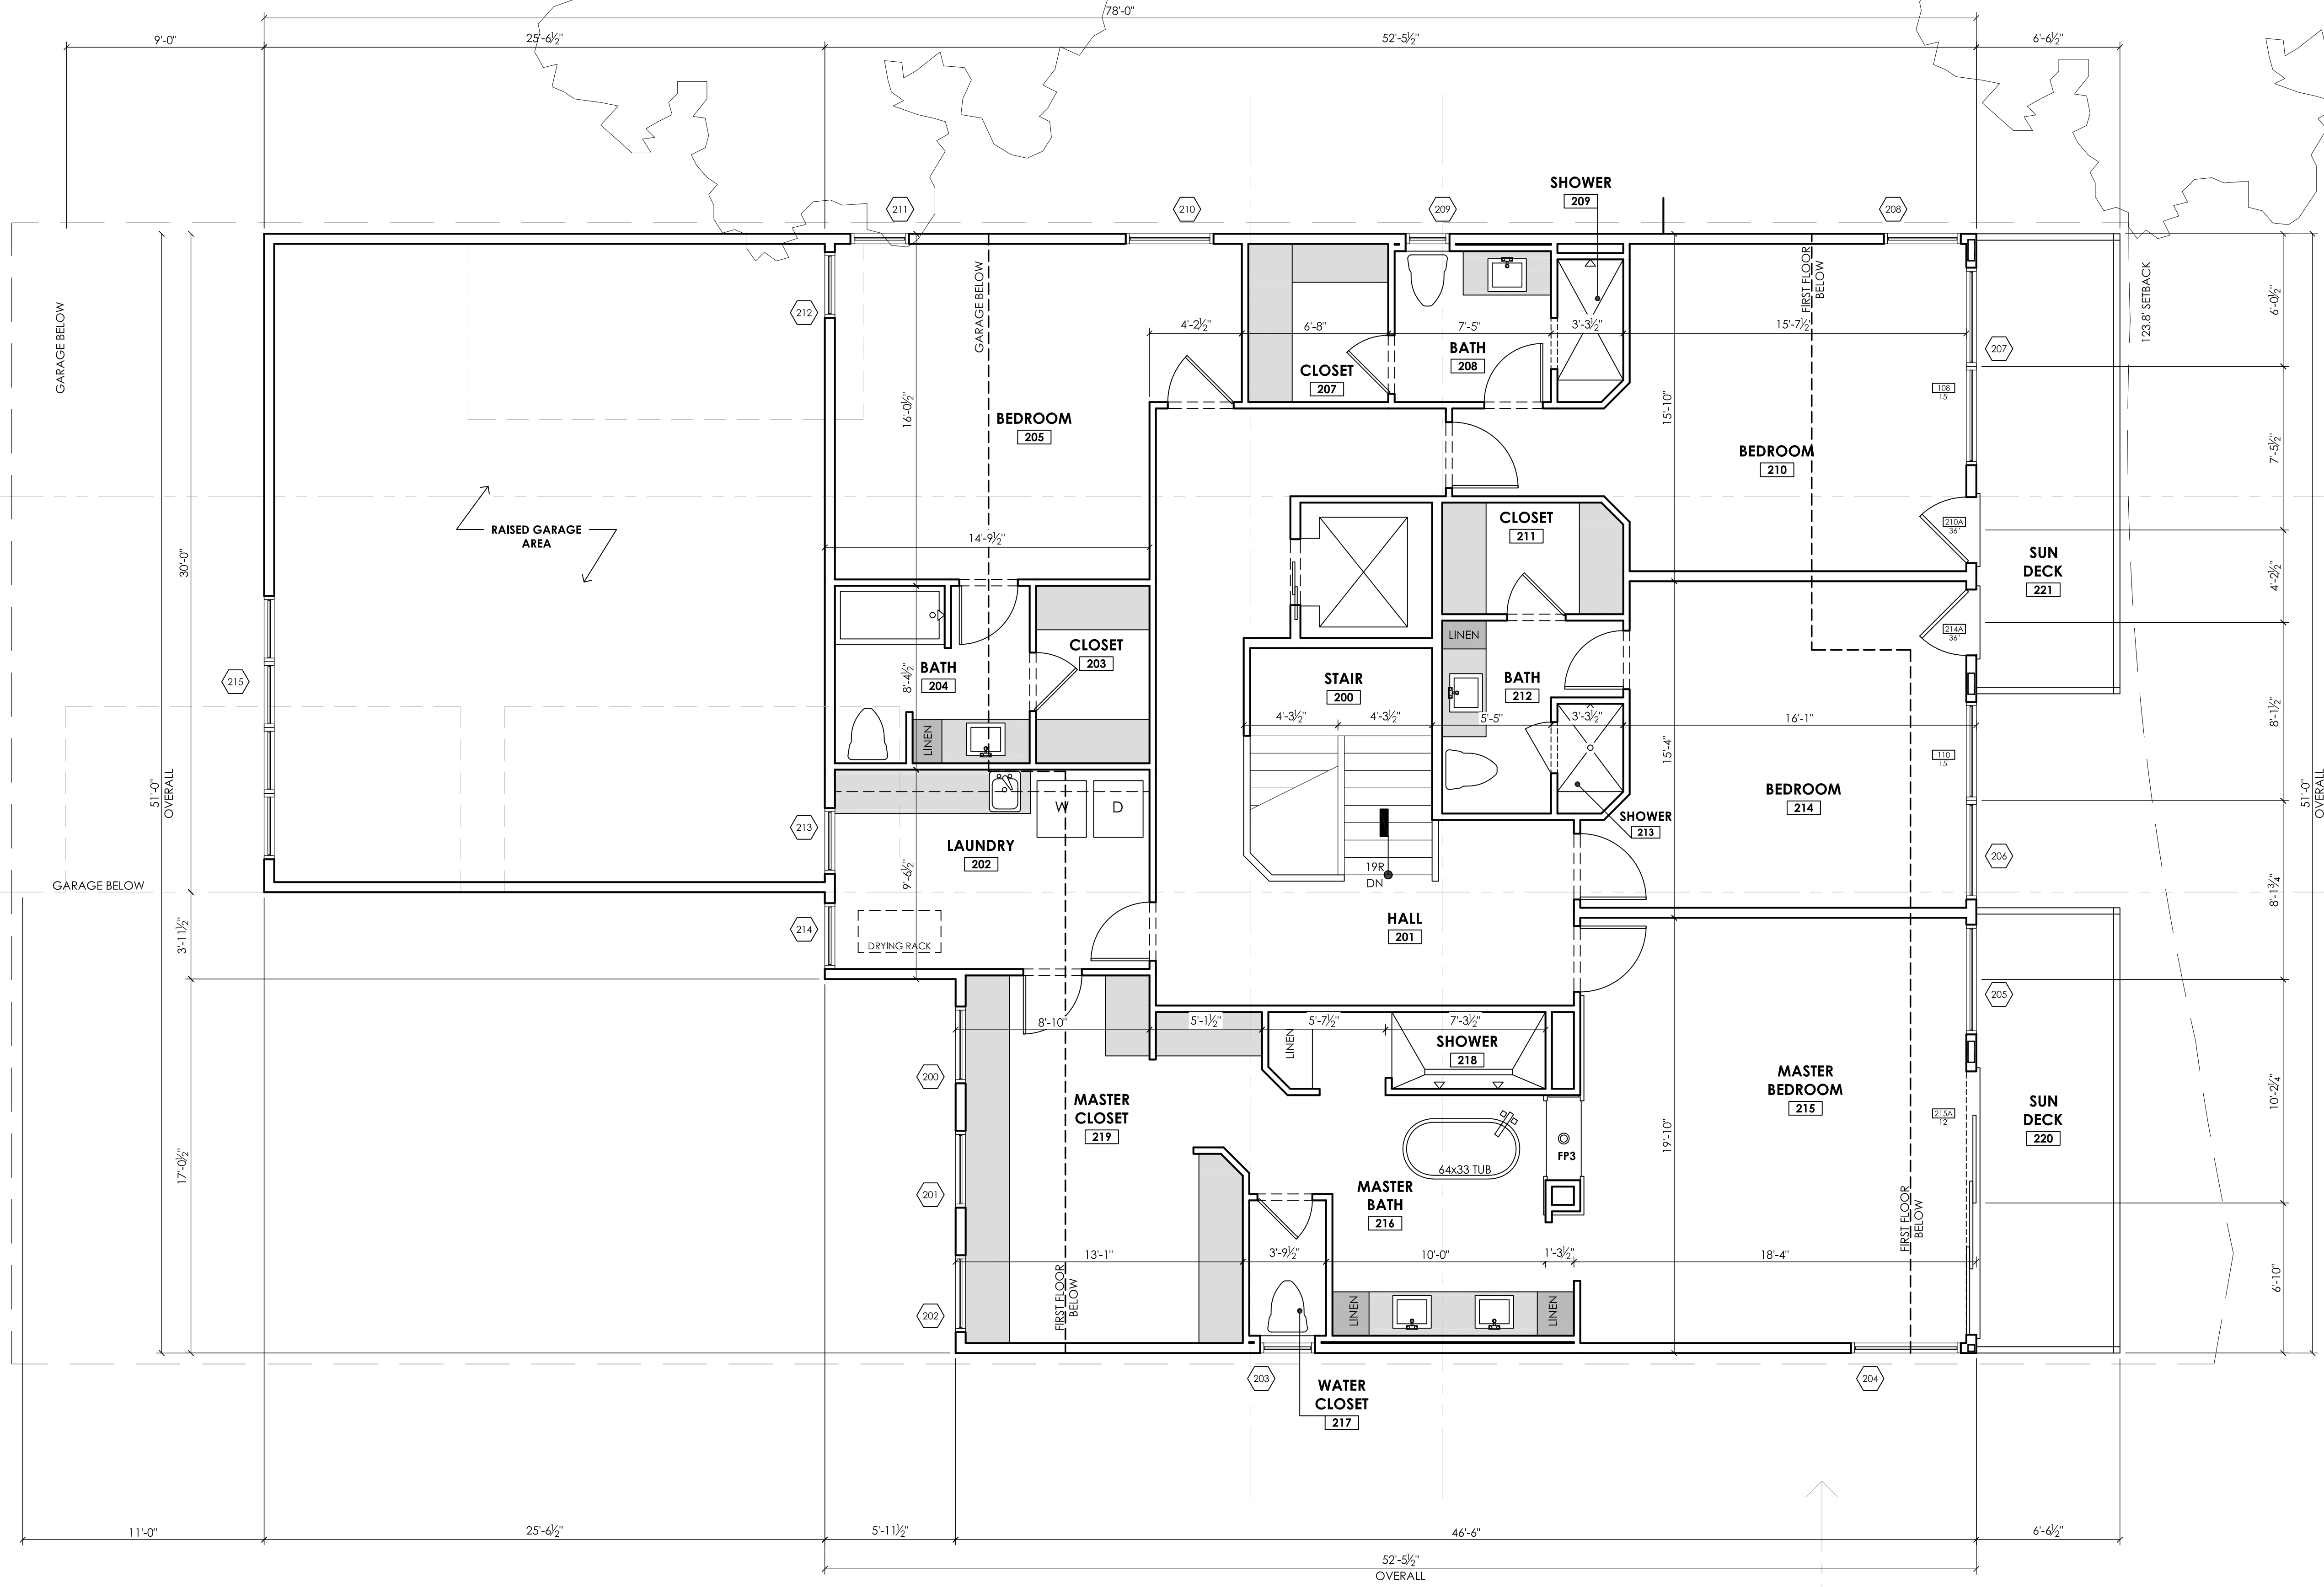 78'-0"
9'-0"
25'-6½"
52'-5½"
6'-6½"
SHOWER
209
211
210
209
208
GARAGE BELOW
GARAGE BELOW
FIRST FLOOR
BELOW
123.8' SETBACK
6'-0½"
212
4'-2½"
6'-8"
7'-5"
3'-3½"
15'-7½"
BATH
208
207
CLOSET
207
108
15'
16'-0½"
BEDROOM
205
15'-10"
BEDROOM
210
7'-5½"
RAISED GARAGE
AREA
14'-9½"
CLOSET
211
210A
36"
SUN
DECK
221
4'-2½"
30'-0"
CLOSET
203
BATH
204
8'-4½"
LINEN
214A
36"
215
STAIR
200
BATH
212
4'-3½"
4'-3½"
5'-5"
3'-3½"
16'-1"
8'-1½"
LINEN
15'-4"
110
15'
51'-0"
OVERALL
51'-0"
OVERALL
BEDROOM
214
W
D
213
SHOWER
213
LAUNDRY
202
206
9'-6½"
19R
DN
GARAGE BELOW
8'-1¾"
HALL
201
214
DRYING RACK
3'-11½"
205
8'-10"
5'-1½"
5'-7½"
7'-3½"
LINEN
SHOWER
218
200
MASTER
CLOSET
219
MASTER
BEDROOM
215
215A
12'
SUN
DECK
220
10'-2¼"
19'-10"
17'-0½"
FP3
64x33 TUB
201
MASTER
BATH
216
FIRST FLOOR
BELOW
13'-1"
3'-9½"
10'-0"
1'-3½"
18'-4"
6'-10"
FIRST FLOOR
BELOW
LINEN
LINEN
202
203
204
WATER
CLOSET
217
11'-0"
25'-6½"
5'-11½"
46'-6"
6'-6½"
52'-5½"
OVERALL